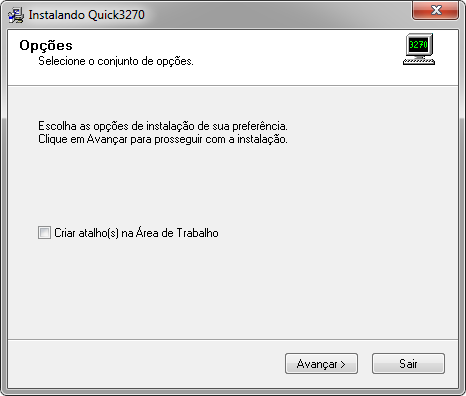 Instalando Quick3270
Opções
Selecione o conjunto de opções.
3270
Escolha as opções de instalação de sua preferência.
Clique em Avançar para prosseguir com a instalação.
Criar atalho(s) na Área de Trabalho
Avançar >
Sair